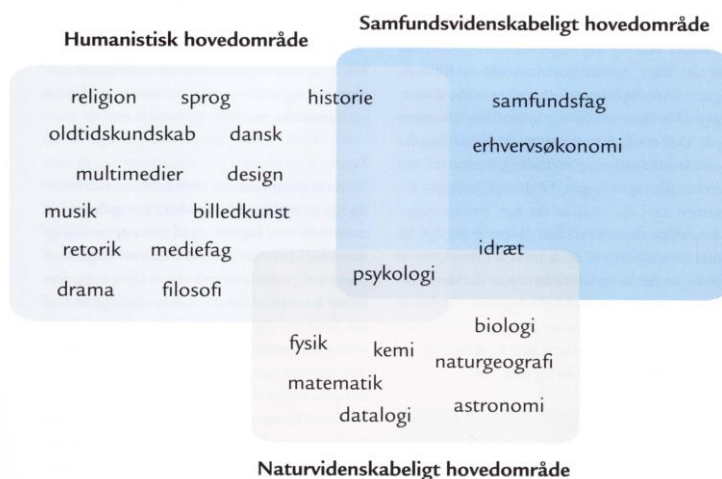 Samfundsvidenskabeligt hovedområde
Humanistisk hovedområde
religion sprog historie
samfundsfag
oldtidskundskab dansk
erhvervsøkonomi
multimedier design
musik billedkunst
retorik mediefag
idræt
psykologi
drama filosofi
biologi
fysik kemi
naturgeografi
matematik
astronomi
datalogi
Naturvidenskabeligt hovedområde